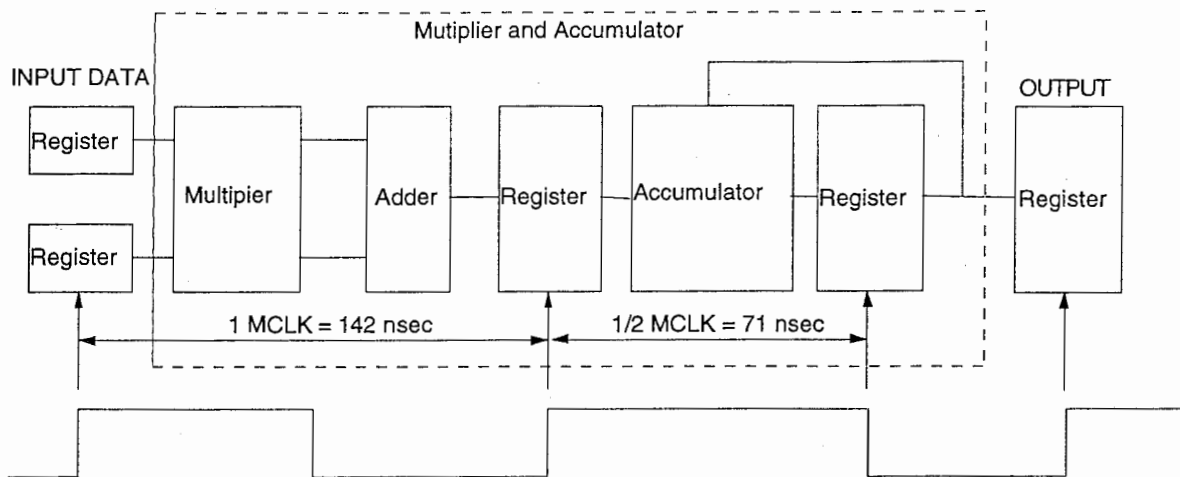 Mutiplier and Accumulator
INPUT DATA
OUTPUT
Register
Register
Multipier
Adder
Register
Accumulator
Register
Register
1 MCLK = 142 nsec
1/2 MCLK = 71 nsec